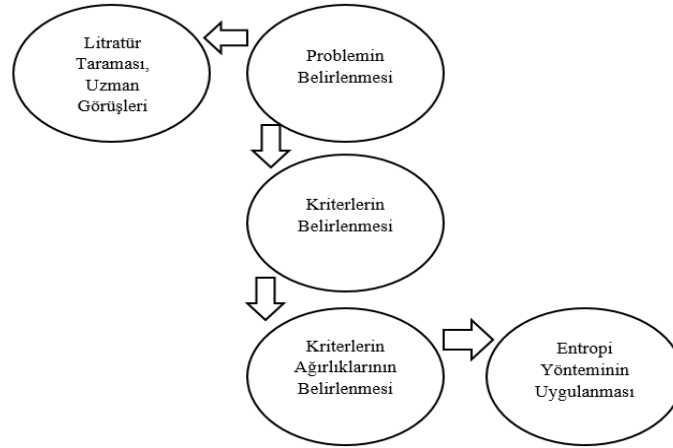 Litratür
Taraması,
Uzman
Görüşleri
Problemin
Belirlenmesi
Kriterlerin
Belirlenmesi
Kriterlerin
Ağırlıklarının
Belirlenmesi
Entropi
Yönteminin
Uygulanması